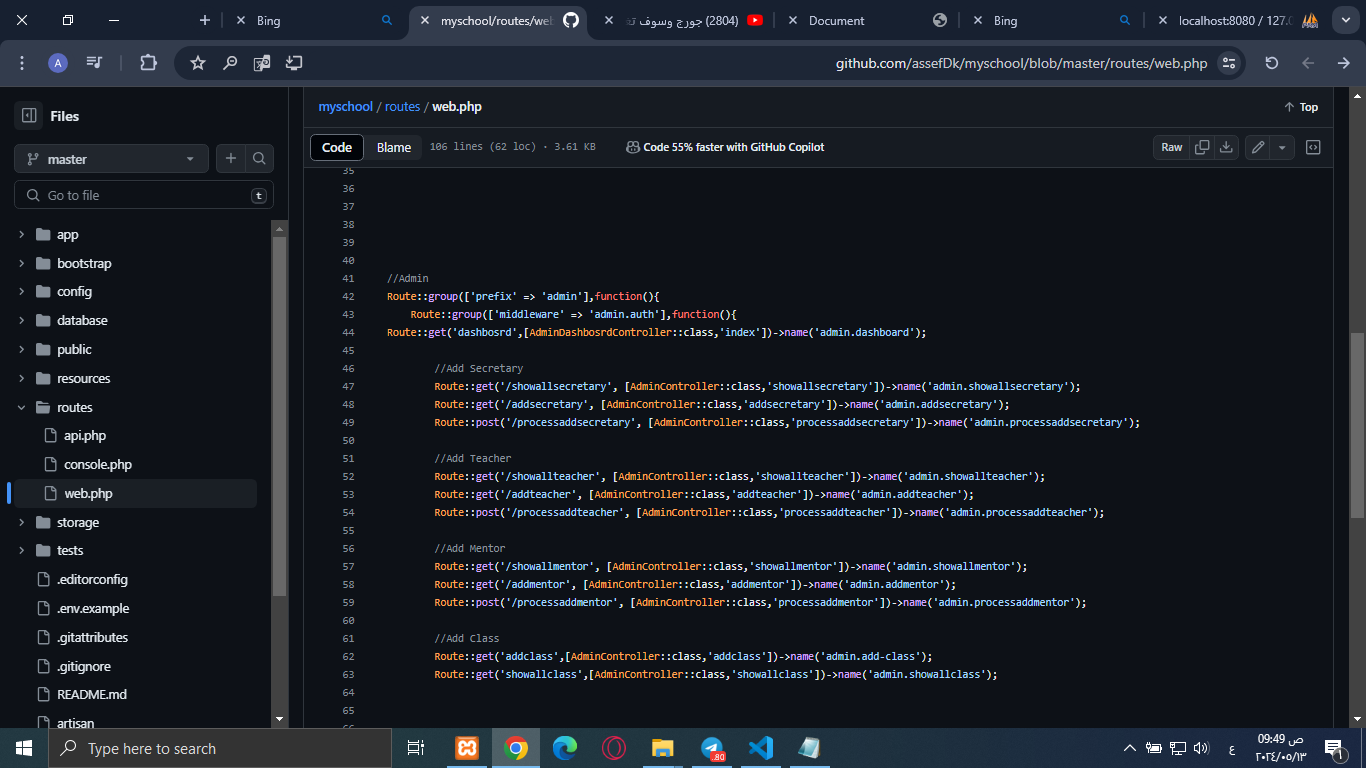 Bing
myschool/routes/web
(2804) جورج وسوف
Document
Bing
localhost:8080 / 127.0
A
github.com/assefDk/myschool/blob/master/routes/web.php
Files
master
Go to file
t
app
bootstrap
config
database
public
resources
routes
api.php
console.php
web.php
storage
tests
.editorconfig
.env.example
.gitattributes
.gitignore
README.md
artisan
myschool / routes / web.php
Top
Code
Blame
106 lines (62 loc) · 3.61 KB
Code 55% faster with GitHub Copilot
Raw
35
36
37
38
39
40
41 //Admin
42 Route::group(['prefix' => 'admin'],function(){
43 Route::group(['middleware' => 'admin.auth'],function(){
44 Route::get('dashbosrd',[AdminDashbosrdController::class,'index'])->name('admin.dashboard');
45
46 //Add Secretary
47 Route::get('/showallsecretary', [AdminController::class,'showallsecretary'])->name('admin.showallsecretary');
48 Route::get('/addsecretary', [AdminController::class,'addsecretary'])->name('admin.addsecretary');
49 Route::post('/processaddsecretary', [AdminController::class,'processaddsecretary'])->name('admin.processaddsecretary');
50
51 //Add Teacher
52 Route::get('/showallteacher', [AdminController::class,'showallteacher'])->name('admin.showallteacher');
53 Route::get('/addteacher', [AdminController::class,'addteacher'])->name('admin.addteacher');
54 Route::post('/processaddteacher', [AdminController::class,'processaddteacher'])->name('admin.processaddteacher');
55
56 //Add Mentor
57 Route::get('/showallmentor', [AdminController::class,'showallmentor'])->name('admin.showallmentor');
58 Route::get('/addmentor', [AdminController::class,'addmentor'])->name('admin.addmentor');
59 Route::post('/processaddmentor', [AdminController::class,'processaddmentor'])->name('admin.processaddmentor');
60
61 //Add Class
62 Route::get('addclass',[AdminController::class,'addclass'])->name('admin.add-class');
63 Route::get('showallclass',[AdminController::class,'showallclass'])->name('admin.showallclass');
64
65
Type here to search
80
ع
09:49 ص
٢٠٢٤/٠٥/١٣
1